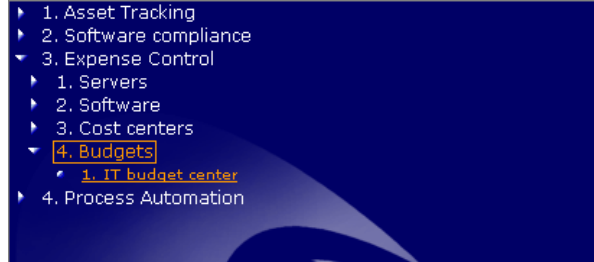 1. Asset Tracking
2. Software compliance
3. Expense Control
1. Servers
2. Software
3. Cost centers
4. Budgets
1. IT budget center
4. Process Automation